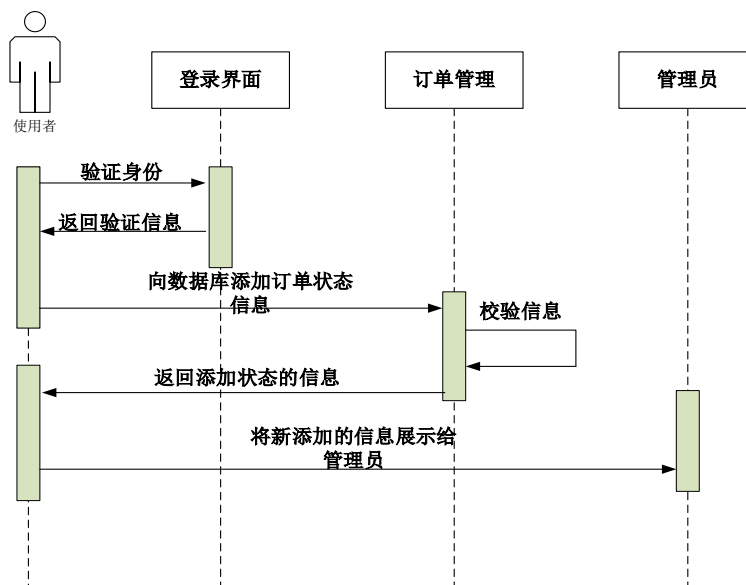 登录界面
订单管理
管理员
使用者
验证身份
返回验证信息
向数据库添加订单状态
信息
校验信息
返回添加状态的信息
将新添加的信息展示给
管理员